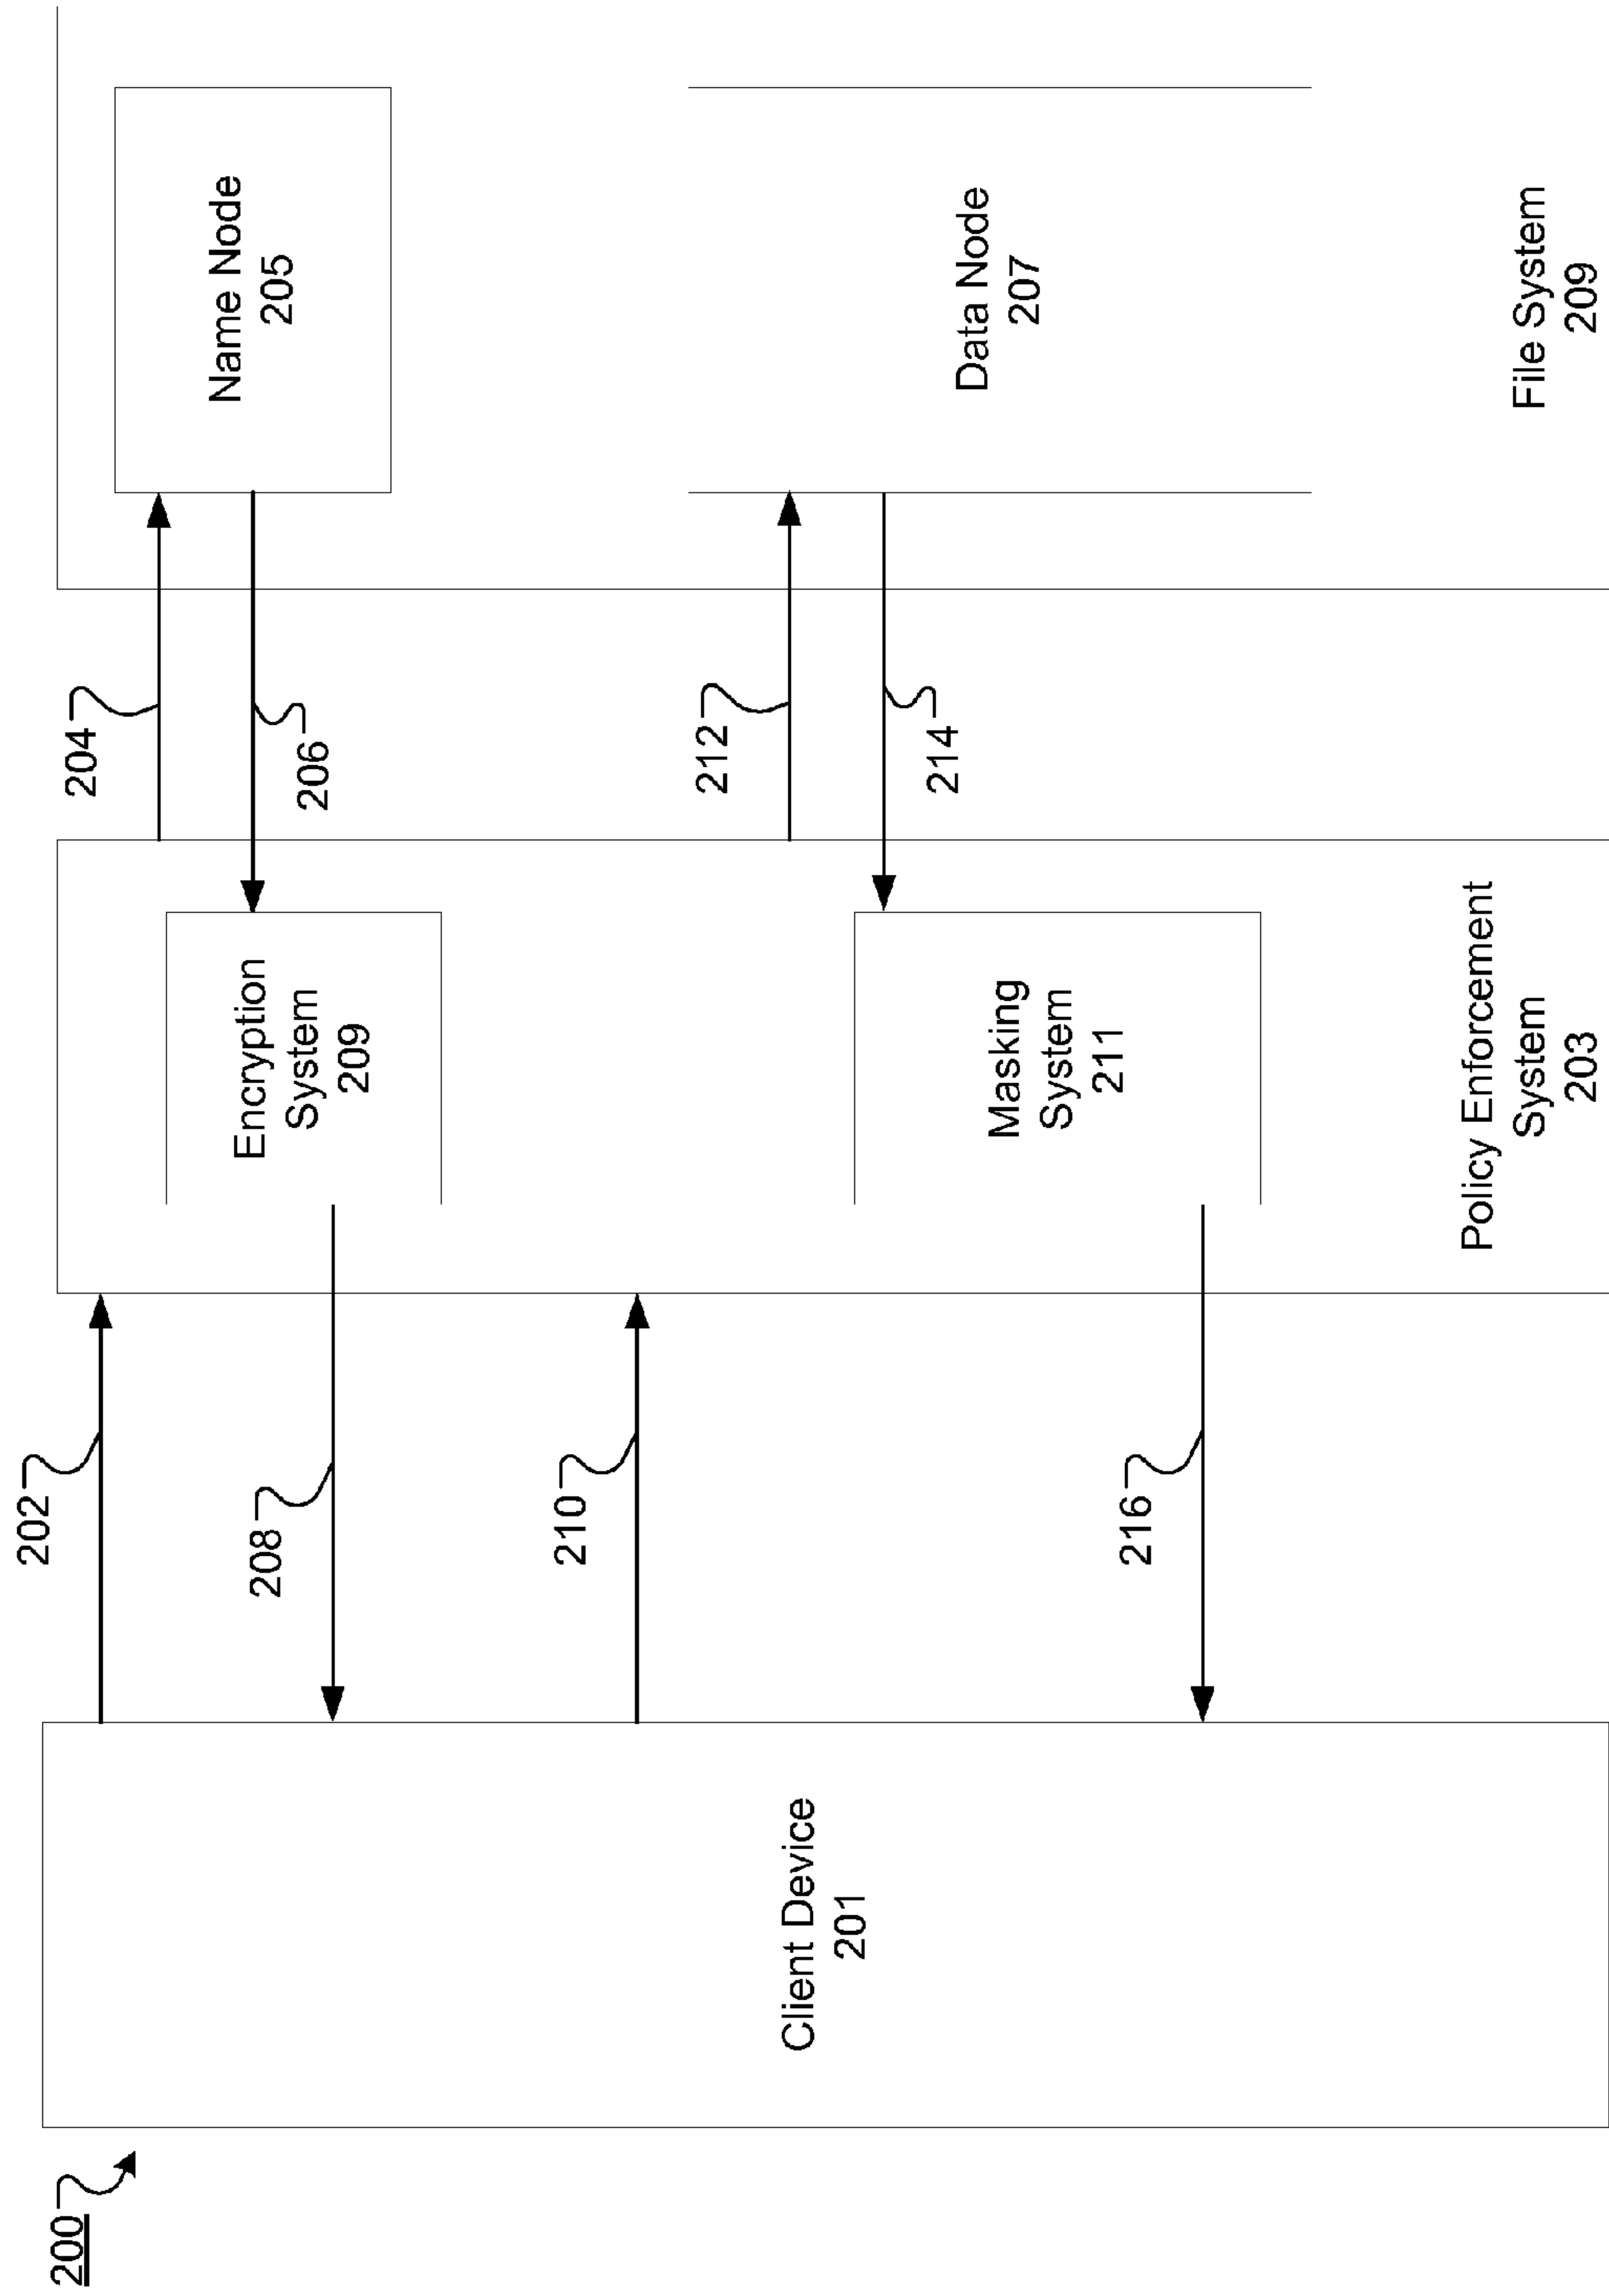 200
Client Device
201
202
208
210
216
Encryption
System
209
Masking
System
211
Policy Enforcement
System
203
204
206
212
214
Name Node
205
Data Node
207
File System
209